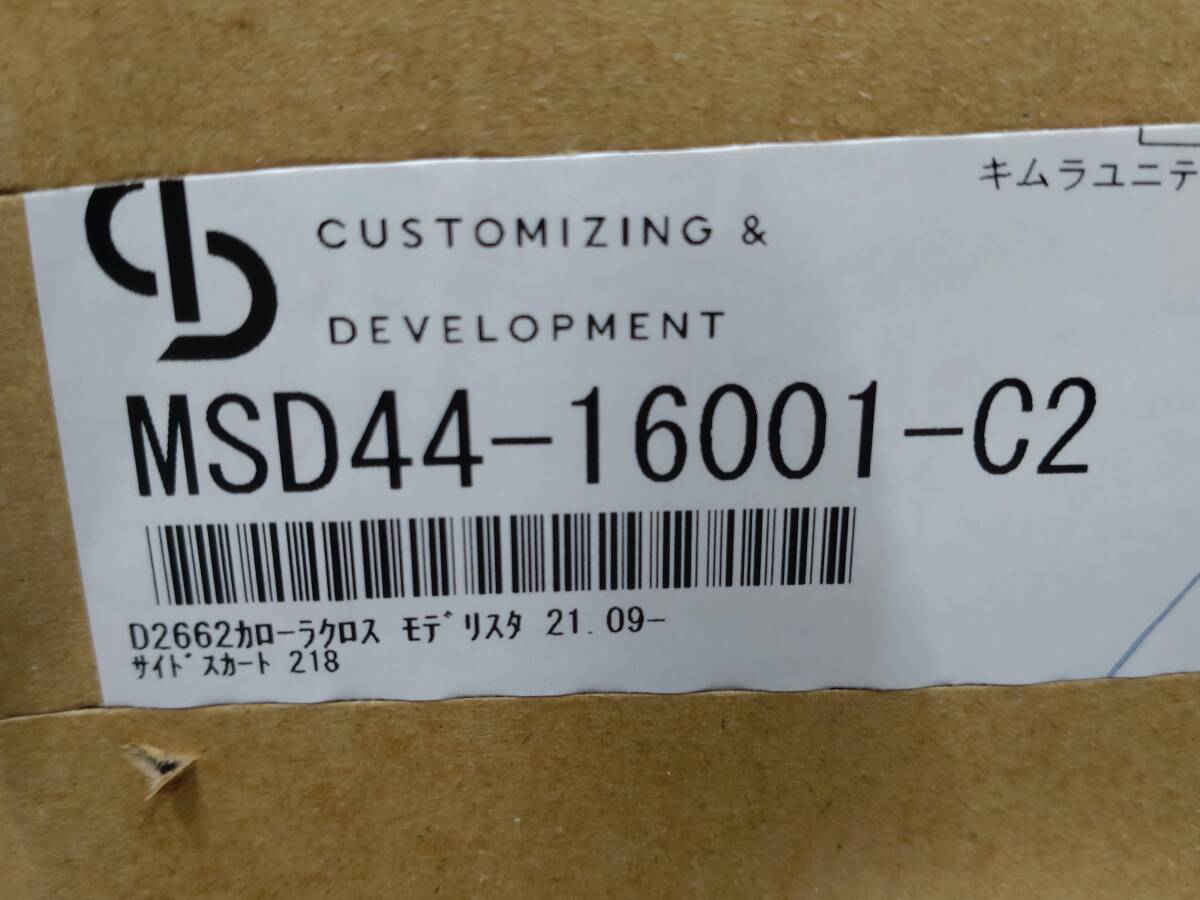 キムラユニテ
CUSTOMIZING &
DEVELOPMENT
MSD44-16001-C2
D2662ｶﾛｰﾗｸﾛｽ ﾓﾃﾞﾘｽﾀ 21.09-
ｻｲﾄﾞｽｶｰﾄ 218